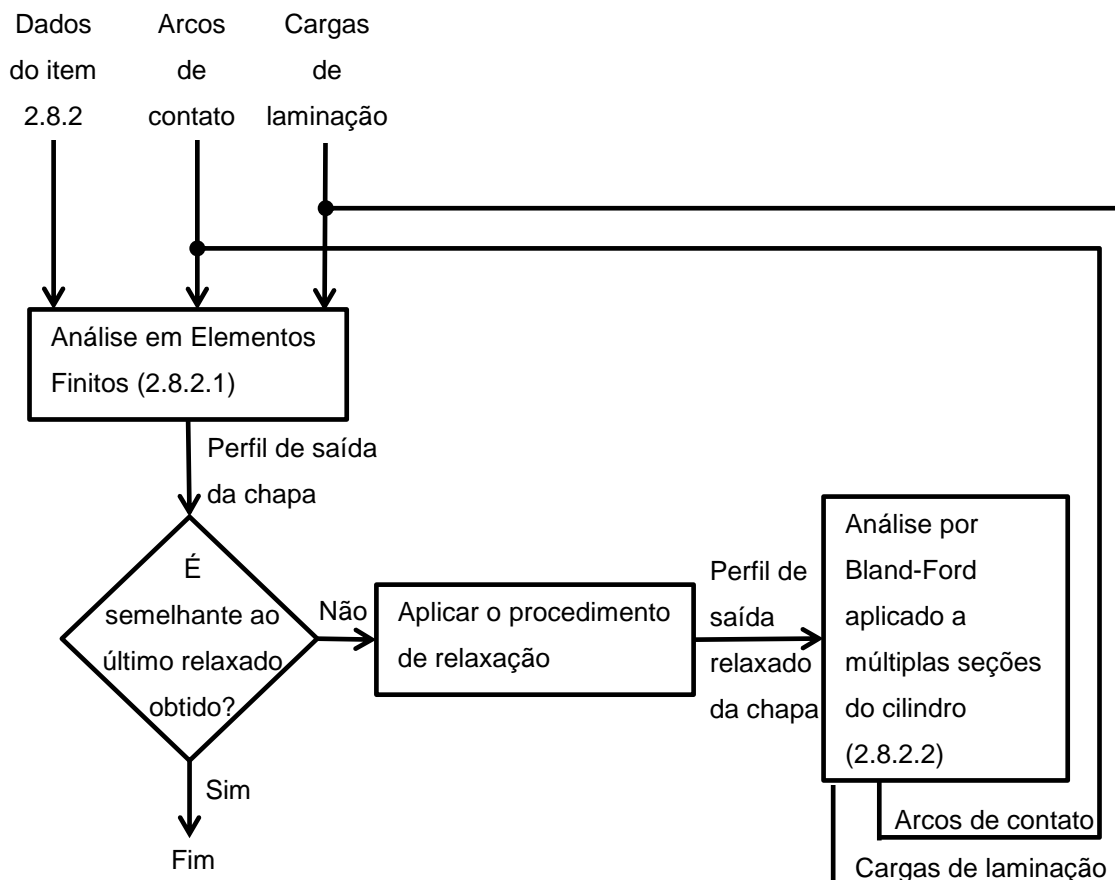 Dados
do item
2.8.2
Arcos
de
contato
Cargas
de
laminação
Análise em Elementos
Finitos (2.8.2.1)
Perfil de saída
da chapa
É
semelhante ao
último relaxado
obtido?
Não
Aplicar o procedimento
de relaxação
Perfil de
saída
relaxado
da chapa
Análise por
Bland-Ford
aplicado a
múltiplas seções
do cilindro
(2.8.2.2)
Sim
Fim
Arcos de contato
Cargas de laminação